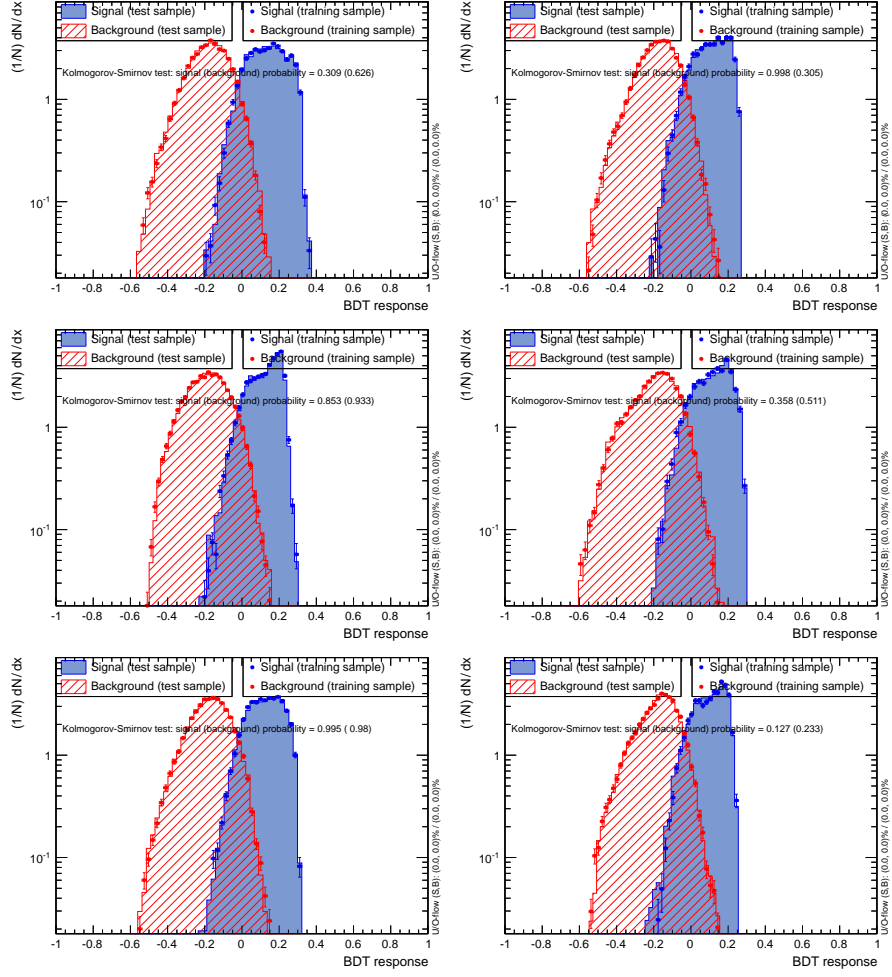 Signal (test sample) Signal (training sample)
Background (test sample) Background (training sample)
Kolmogorov-Smirnov test: signal (background) probability = 0.309 (0.626)
(1/N) dN/dx
1
10-1
-1 -0.8 -0.6 -0.4 -0.2 0 0.2 0.4 0.6 0.8 1
BDT response
U/O-flow (S,B): (0.0, 0.0)% / (0.0, 0.0)%
Signal (test sample) Signal (training sample)
Background (test sample) Background (training sample)
Kolmogorov-Smirnov test: signal (background) probability = 0.998 (0.305)
(1/N) dN/dx
1
10-1
-1 -0.8 -0.6 -0.4 -0.2 0 0.2 0.4 0.6 0.8 1
BDT response
U/O-flow (S,B): (0.0, 0.0)% / (0.0, 0.0)%
Signal (test sample) Signal (training sample)
Background (test sample) Background (training sample)
Kolmogorov-Smirnov test: signal (background) probability = 0.853 (0.933)
(1/N) dN/dx
1
10-1
-1 -0.8 -0.6 -0.4 -0.2 0 0.2 0.4 0.6 0.8 1
BDT response
U/O-flow (S,B): (0.0, 0.0)% / (0.0, 0.0)%
Signal (test sample) Signal (training sample)
Background (test sample) Background (training sample)
Kolmogorov-Smirnov test: signal (background) probability = 0.358 (0.511)
(1/N) dN/dx
1
10-1
-1 -0.8 -0.6 -0.4 -0.2 0 0.2 0.4 0.6 0.8 1
BDT response
U/O-flow (S,B): (0.0, 0.0)% / (0.0, 0.0)%
Signal (test sample) Signal (training sample)
Background (test sample) Background (training sample)
Kolmogorov-Smirnov test: signal (background) probability = 0.995 ( 0.98)
(1/N) dN/dx
1
10-1
-1 -0.8 -0.6 -0.4 -0.2 0 0.2 0.4 0.6 0.8 1
BDT response
U/O-flow (S,B): (0.0, 0.0)% / (0.0, 0.0)%
Signal (test sample) Signal (training sample)
Background (test sample) Background (training sample)
Kolmogorov-Smirnov test: signal (background) probability = 0.127 (0.233)
(1/N) dN/dx
1
10-1
-1 -0.8 -0.6 -0.4 -0.2 0 0.2 0.4 0.6 0.8 1
BDT response
U/O-flow (S,B): (0.0, 0.0)% / (0.0, 0.0)%